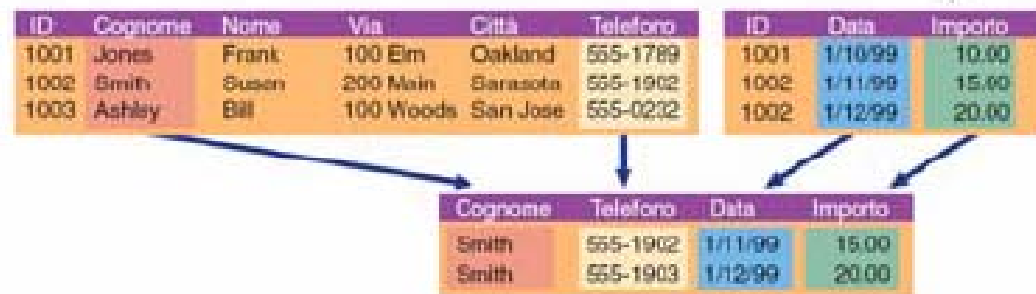 ID Cognome Nome Via Città Telefono
1001 Jones Frank 100 Elm Oakland 555-1789
1002 Smith Susan 200 Main Sarasota 555-1902
1003 Ashley Bill 100 Woods San Jose 555-0232
ID Data Importo
1001 1/10/99 10.00
1002 1/11/99 15.00
1002 1/12/99 20.00
Cognome Telefono Data Importo
Smith 555-1902 1/11/99 15.00
Smith 555-1903 1/12/99 20.00